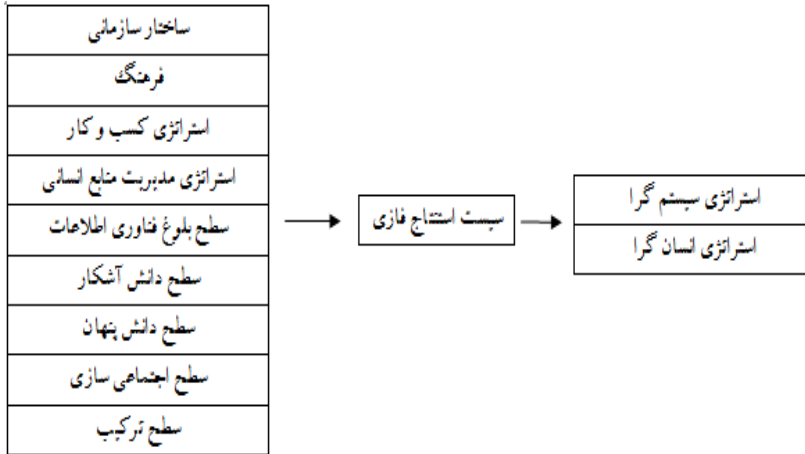 ساختار سازمانی
فرهنگ
استراتژی کسب و کار
استراتژی مدیریت منابع انسانی
سطح بلوغ فناوری اطلاعات
سطح دانش آشکار
سطح دانش پنهان
سطح اجتماعی سازی
سطح ترکیب
سیست استنتاج فازی
استراتژی سیستم گرا
استراتژی انسان گرا